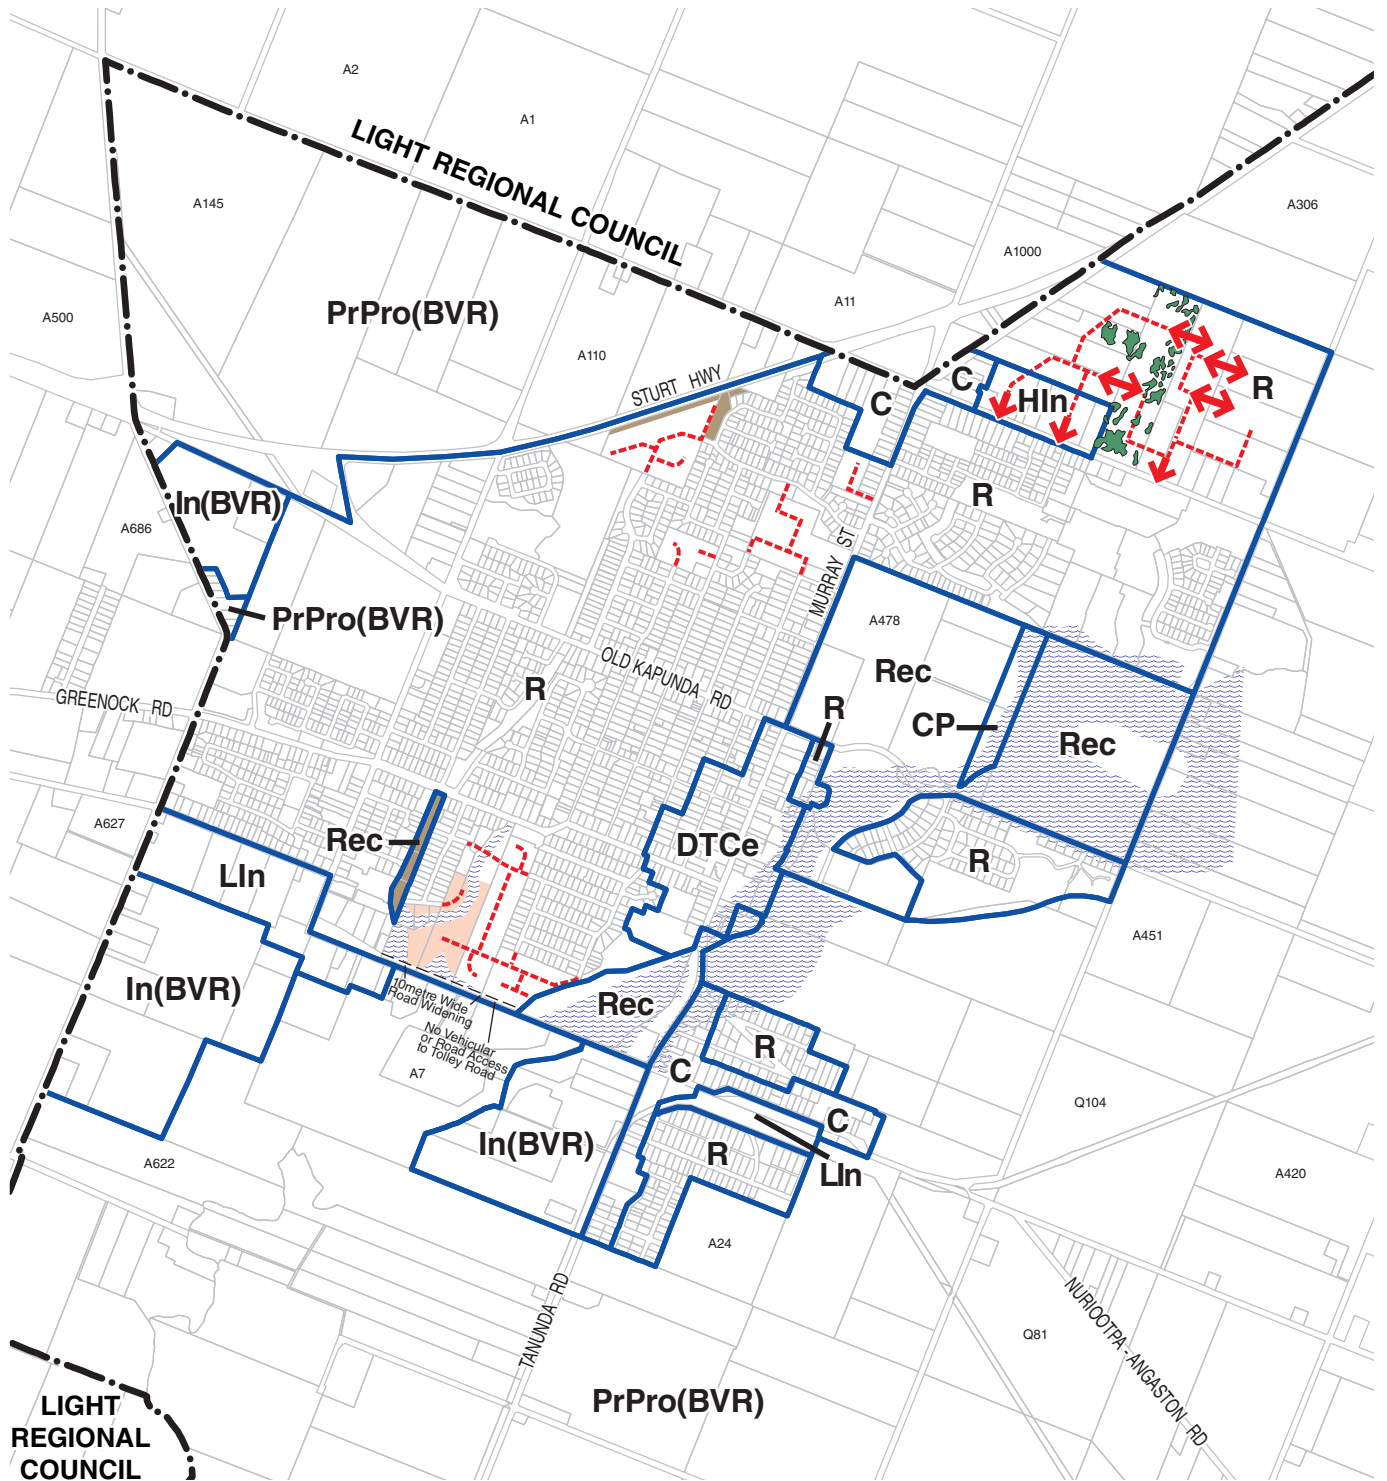 A2
A1
LIGHT REGIONAL COUNCIL
A145
A306
A1000
A11
PrPro(BVR)
A500
A110
STURT HWY
C
C
HIn
R
In(BVR)
R
A686
MURRAY ST
PrPro(BVR)
A478
OLD KAPUNDA RD
Rec
R
GREENOCK RD
R
CP
Rec
A627
Rec
DTCe
R
LIn
A451
In(BVR)
10metre Wide
Road Widening
Rec
No Vehicular
or Road Access
to Tolley Road
R
A7
C
Q104
C
In(BVR)
R
A622
LIn
A420
A24
TANUNDA RD
NURIOOTPA - ANGASTON RD
Q81
PrPro(BVR)
LIGHT
REGIONAL
COUNCIL